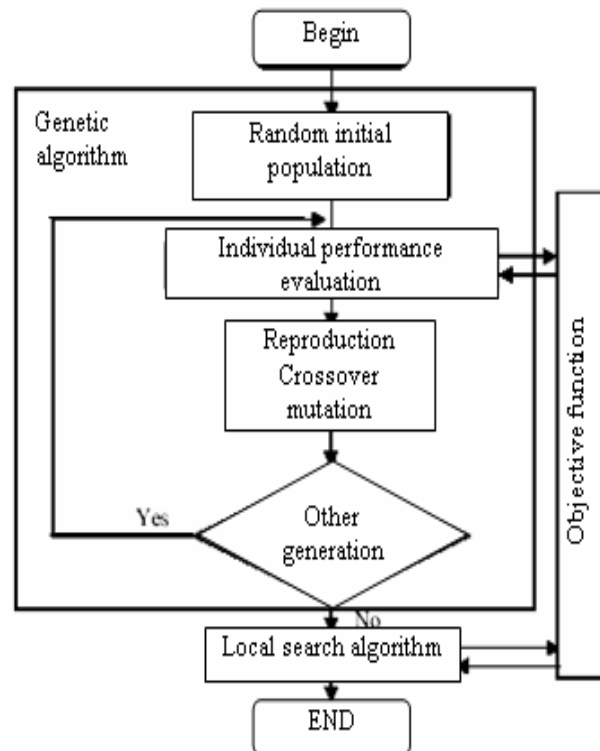 Begin
Genetic
algorithm
Random initial
population
Individual performance
evaluation
Reproduction
Crossover
mutation
Objective function
Yes
Other
generation
No
Local search algorithm
END